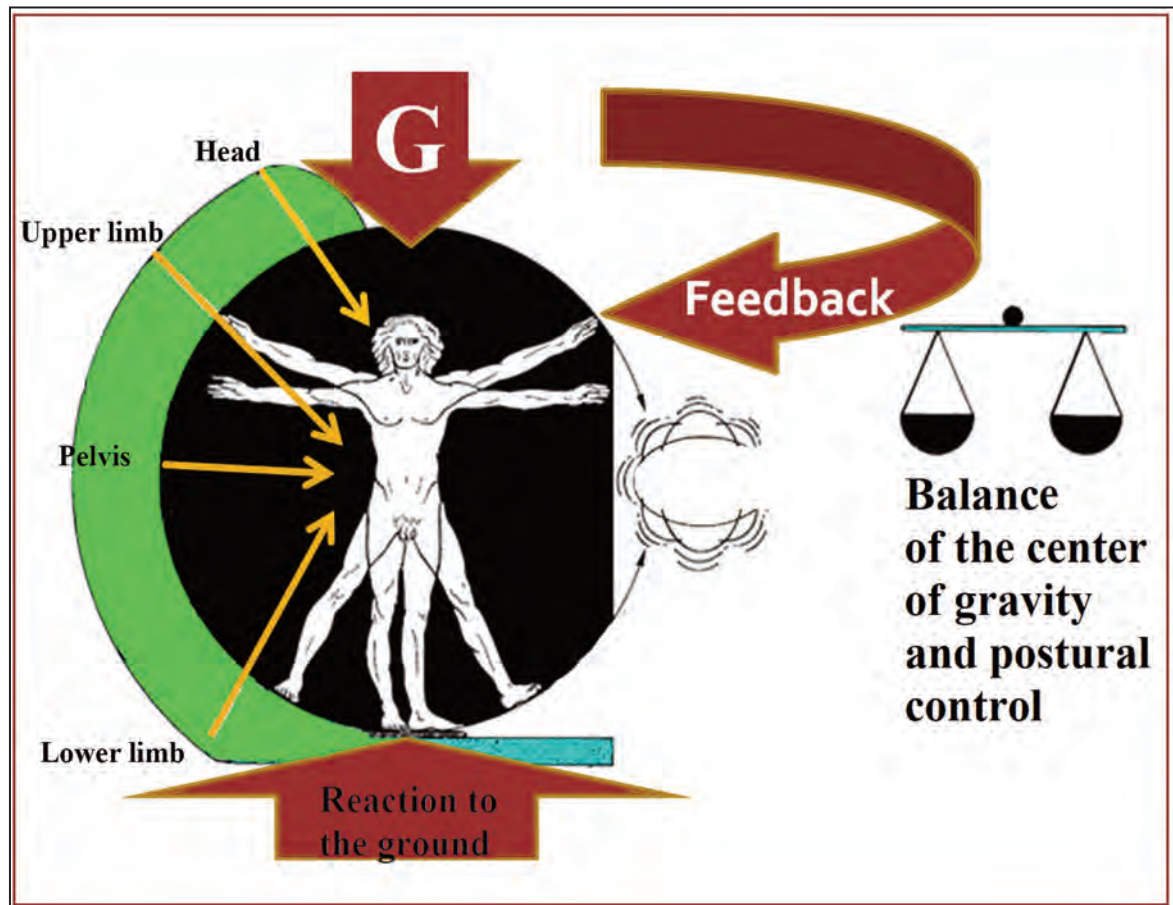 G
Head
Upper limb
Feedback
Pelvis
Balance
of the center
of gravity
and postural
control
Lower limb
Reaction to
the ground